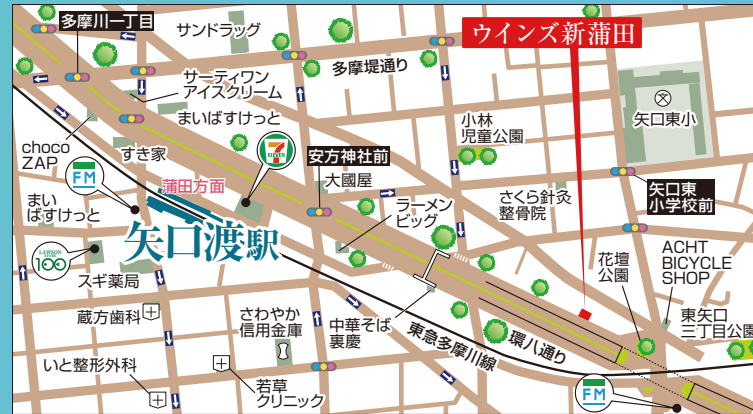 多摩川一丁目
サンドラッグ
ウインズ新蒲田
多摩堤通り
サーティワン
アイスクリーム
まいばすけっと
小林
児童公園
矢口東小
choco
ZAP
すき家
7
ELEVEN
安方神社前
大國屋
FM
蒲田方面
さくら針灸
整骨院
矢口東
小学校前
まい
ばすけっと
ラーメン
ビッグ
矢口渡駅
LAWSON
STORE
100
スギ薬局
花壇
公園
ACHT
BICYCLE
SHOP
蔵方歯科
さわやか
信用金庫
中華そば
裏慶
東急多摩川線
環八通り
東矢口
三丁目公園
いと整形外科
若草
クリニック
FM